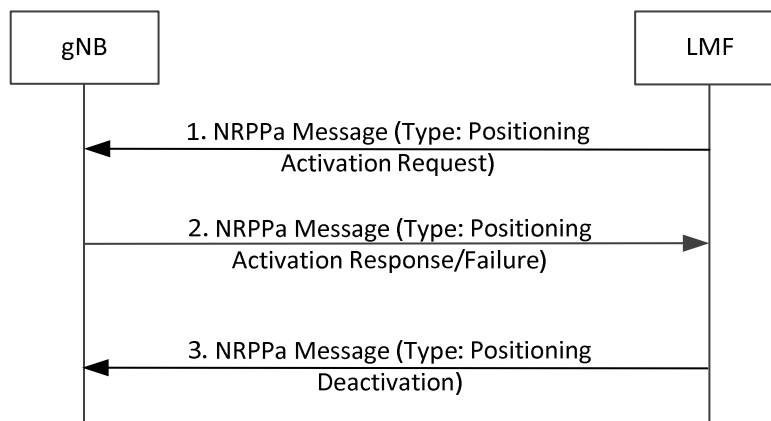 gNB
LMF
1. NRPPa Message (Type: Positioning
Activation Request)
2. NRPPa Message (Type: Positioning
Activation Response/Failure)
3. NRPPa Message (Type: Positioning
Deactivation)